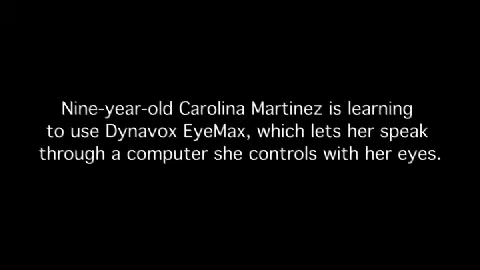 Nine-year-old Carolina Martinez is learning
to use Dynavox EyeMax, which lets her speak
through a computer she controls with her eyes.